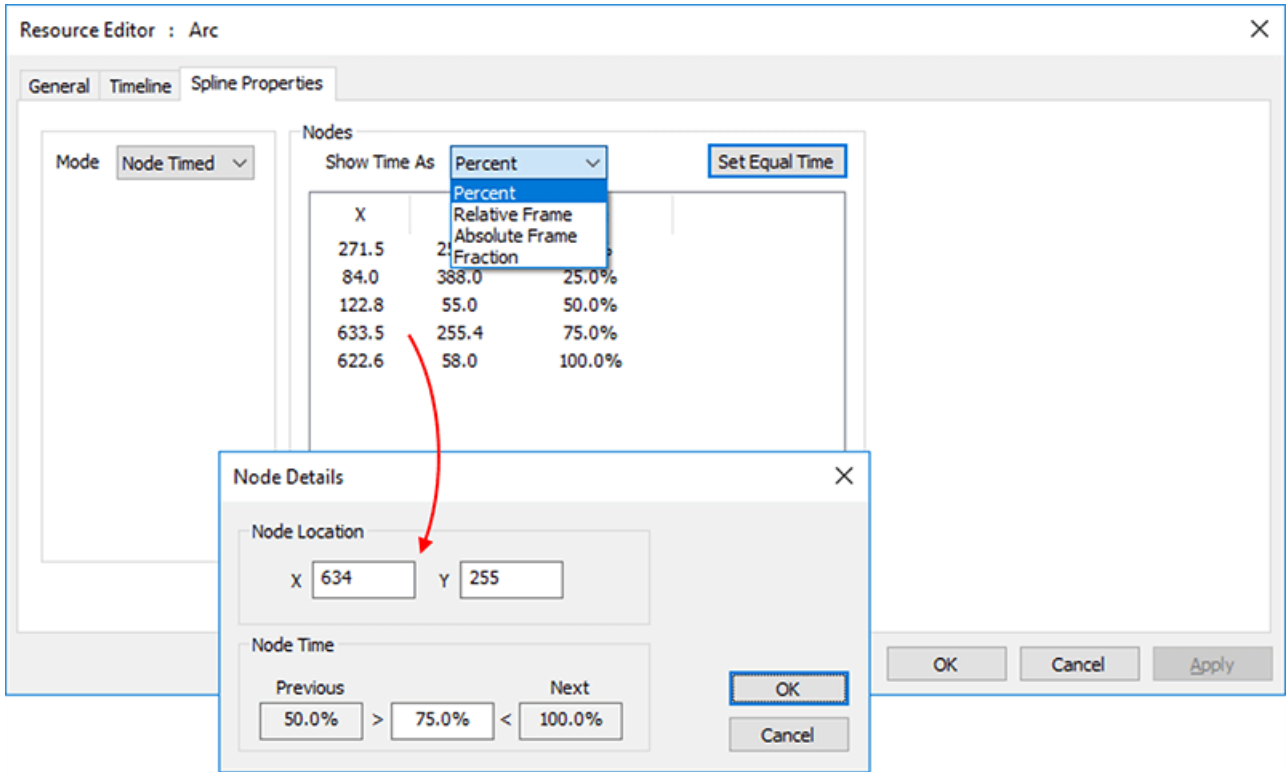 Resource Editor : Arc
General Timeline Spline Properties
Nodes
Mode Node Timed Show Time As Percent Set Equal Time
Percent
Relative Frame
Absolute Frame
Fraction
X
271.5
84.0 388.0 25.0%
122.8 55.0 50.0%
633.5 255.4 75.0%
622.6 58.0 100.0%
Node Details
Node Location
X 634 Y 255
Node Time
Previous Next
50.0% > 75.0% < 100.0%
OK
Cancel
OK Cancel Apply